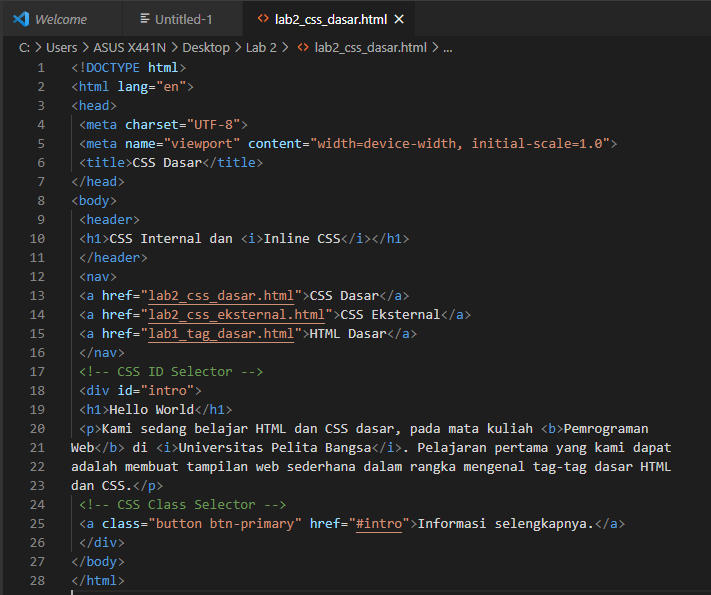 Welcome Untitled-1 lab2_css_dasar.html
C: > Users > ASUS X441N > Desktop > Lab 2 > lab2_css_dasar.html > ...
1 <!DOCTYPE html>
2 <html lang="en">
3 <head>
4 <meta charset="UTF-8">
5 <meta name="viewport" content="width=device-width, initial-scale=1.0">
6 <title>CSS Dasar</title>
7 </head>
8 <body>
9 <header>
10 <h1>CSS Internal dan <i>Inline CSS</i></h1>
11 </header>
12 <nav>
13 <a href="lab2_css_dasar.html">CSS Dasar</a>
14 <a href="lab2_css_eksternal.html">CSS Eksternal</a>
15 <a href="lab1_tag_dasar.html">HTML Dasar</a>
16 </nav>
17 <!-- CSS ID Selector -->
18 <div id="intro">
19 <h1>Hello World</h1>
20 <p>Kami sedang belajar HTML dan CSS dasar, pada mata kuliah <b>Pemrograman
21 Web</b> di <i>Universitas Pelita Bangsa</i>. Pelajaran pertama yang kami dapat
22 adalah membuat tampilan web sederhana dalam rangka mengenal tag-tag dasar HTML
23 dan CSS.</p>
24 <!-- CSS Class Selector -->
25 <a class="button btn-primary" href="#intro">Informasi selengkapnya.</a>
26 </div>
27 </body>
28 </html>